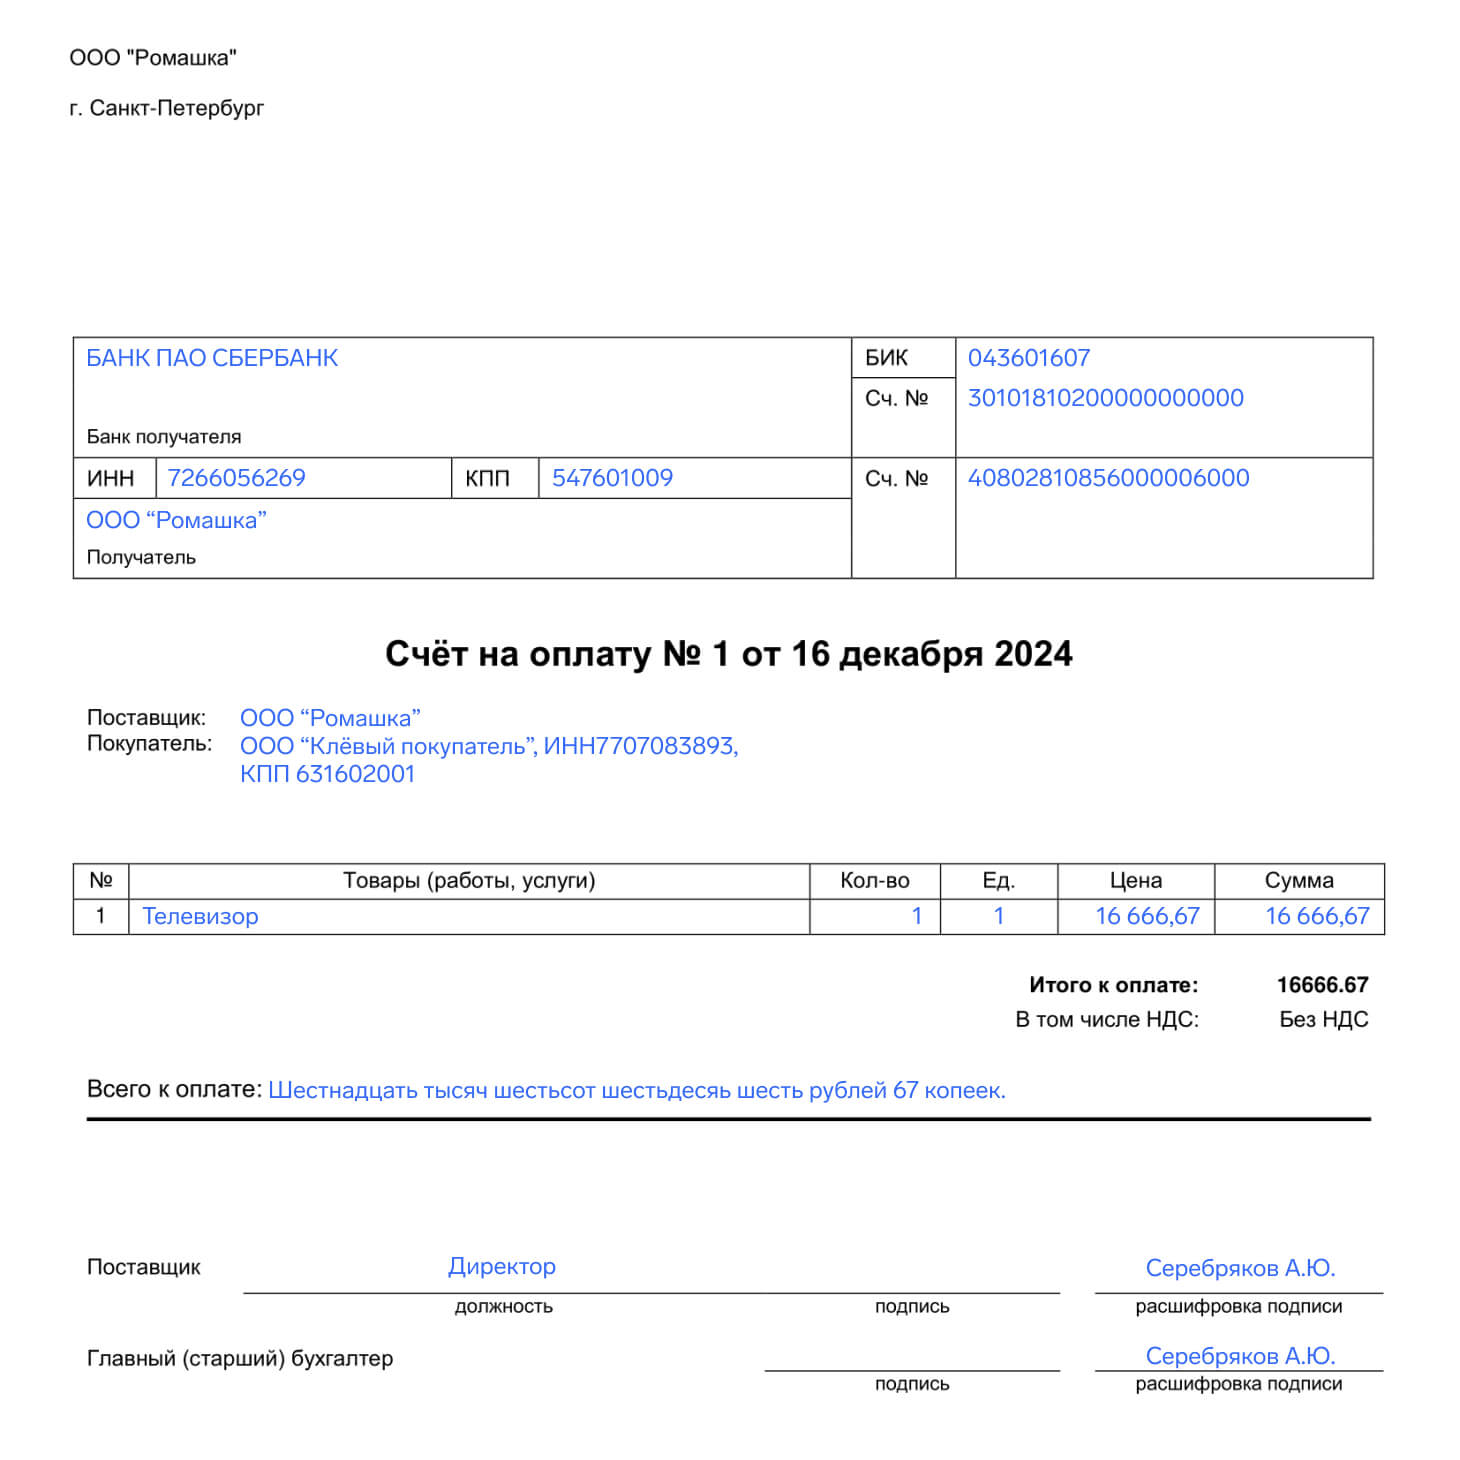 ООО "Ромашка"
г. Санкт-Петербург
БАНК ПАО СБЕРБАНК БИК 043601607
Сч. № 30101810200000000000
Банк получателя
ИНН 7266056269 КПП 547601009 Сч. № 40802810856000006000
ООО “Ромашка”
Получатель
Счёт на оплату № 1 от 16 декабря 2024
Поставщик: ООО “Ромашка”
Покупатель: ООО “Клёвый покупатель”, ИНН7707083893,
КПП 631602001
№ Товары (работы, услуги) Кол-во Ед. Цена Сумма
1 Телевизор 1 1 16 666,67 16 666,67
Итого к оплате: 16666.67
В том числе НДС: Без НДС
Всего к оплате: Шестнадцать тысяч шестьсот шестьдесяь шесть рублей 67 копеек.
Поставщик Директор Серебряков А.Ю.
должность подпись расшифровка подписи
Главный (старший) бухгалтер Серебряков А.Ю.
подпись расшифровка подписи